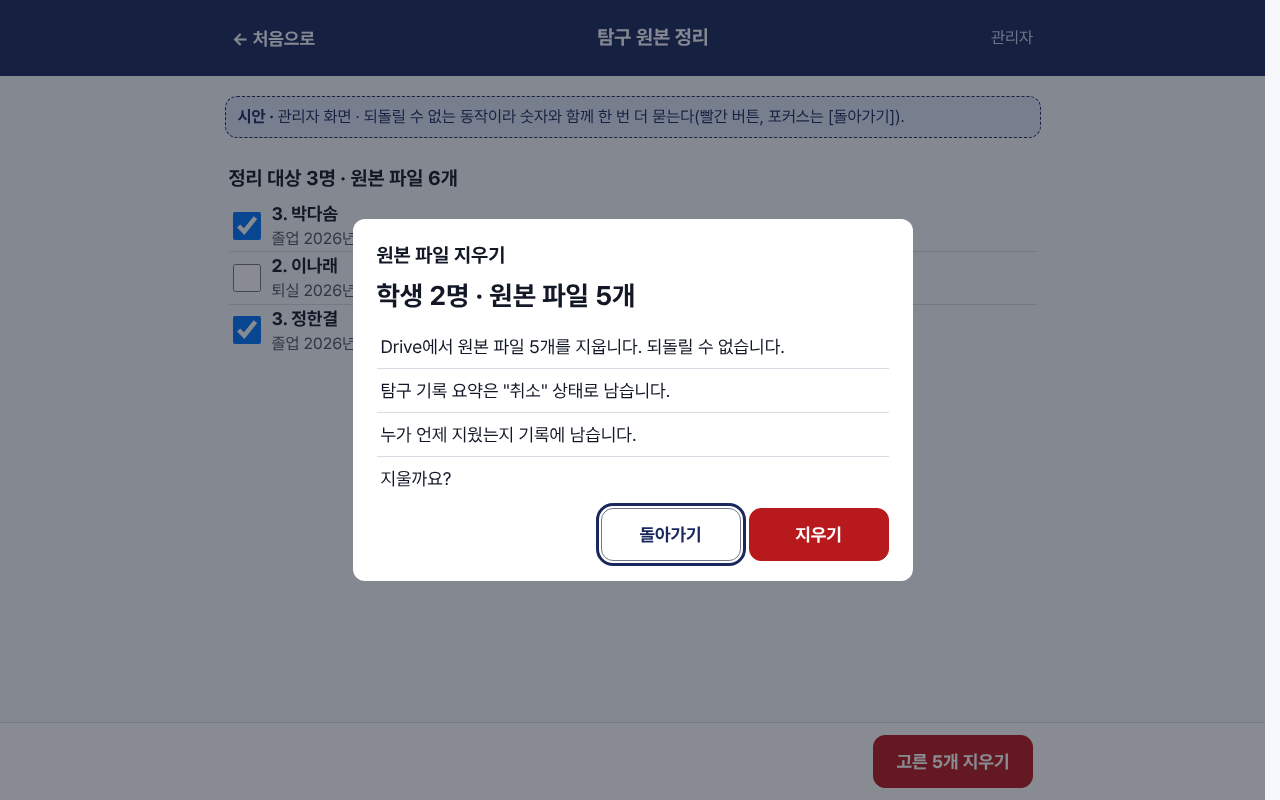 ← 처음으로
탐구 원본 정리
관리자
시안 · 관리자 화면 · 되돌릴 수 없는 동작이라 숫자와 함께 한 번 더 묻는다(빨간 버튼, 포커스는 [돌아가기]).
정리 대상 3명 · 원본 파일 6개
3. 박다솜
졸업 2026년
2. 이나래
퇴실 2026년
3. 정한결
졸업 2026년
원본 파일 지우기
학생 2명 · 원본 파일 5개
Drive에서 원본 파일 5개를 지웁니다. 되돌릴 수 없습니다.
탐구 기록 요약은 "취소" 상태로 남습니다.
누가 언제 지웠는지 기록에 남습니다.
지울까요?
돌아가기
지우기
고른 5개 지우기